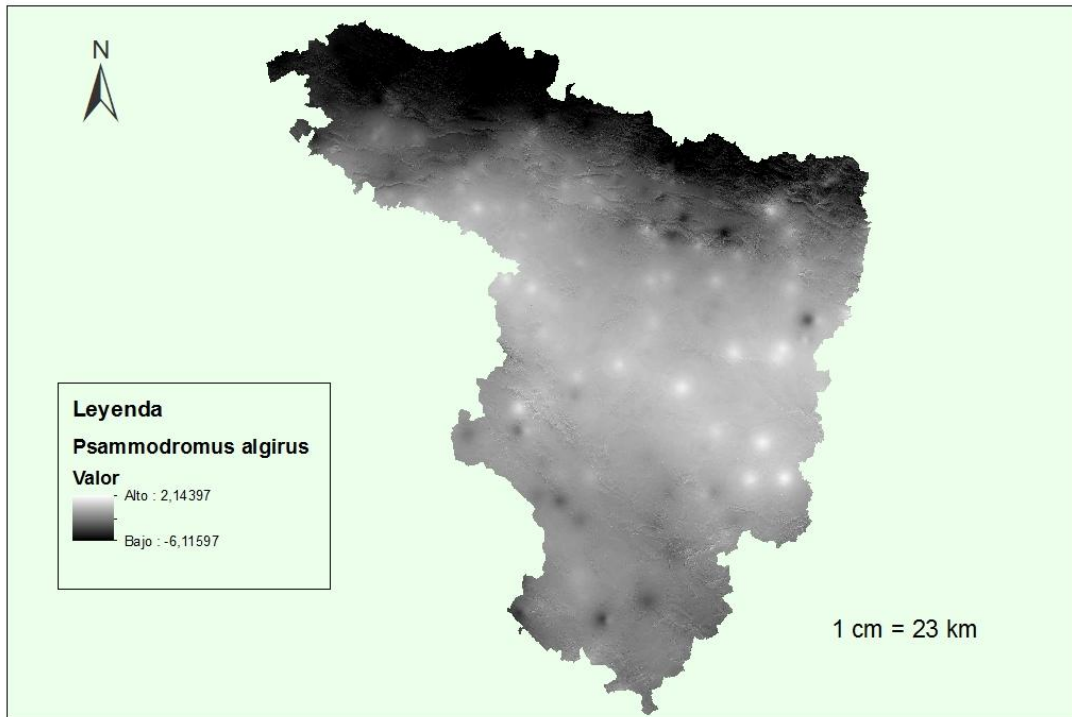 N
Leyenda
Psammodromus algirus
Valor
Alto : 2,14397
Bajo : -6,11597
1 cm = 23 km